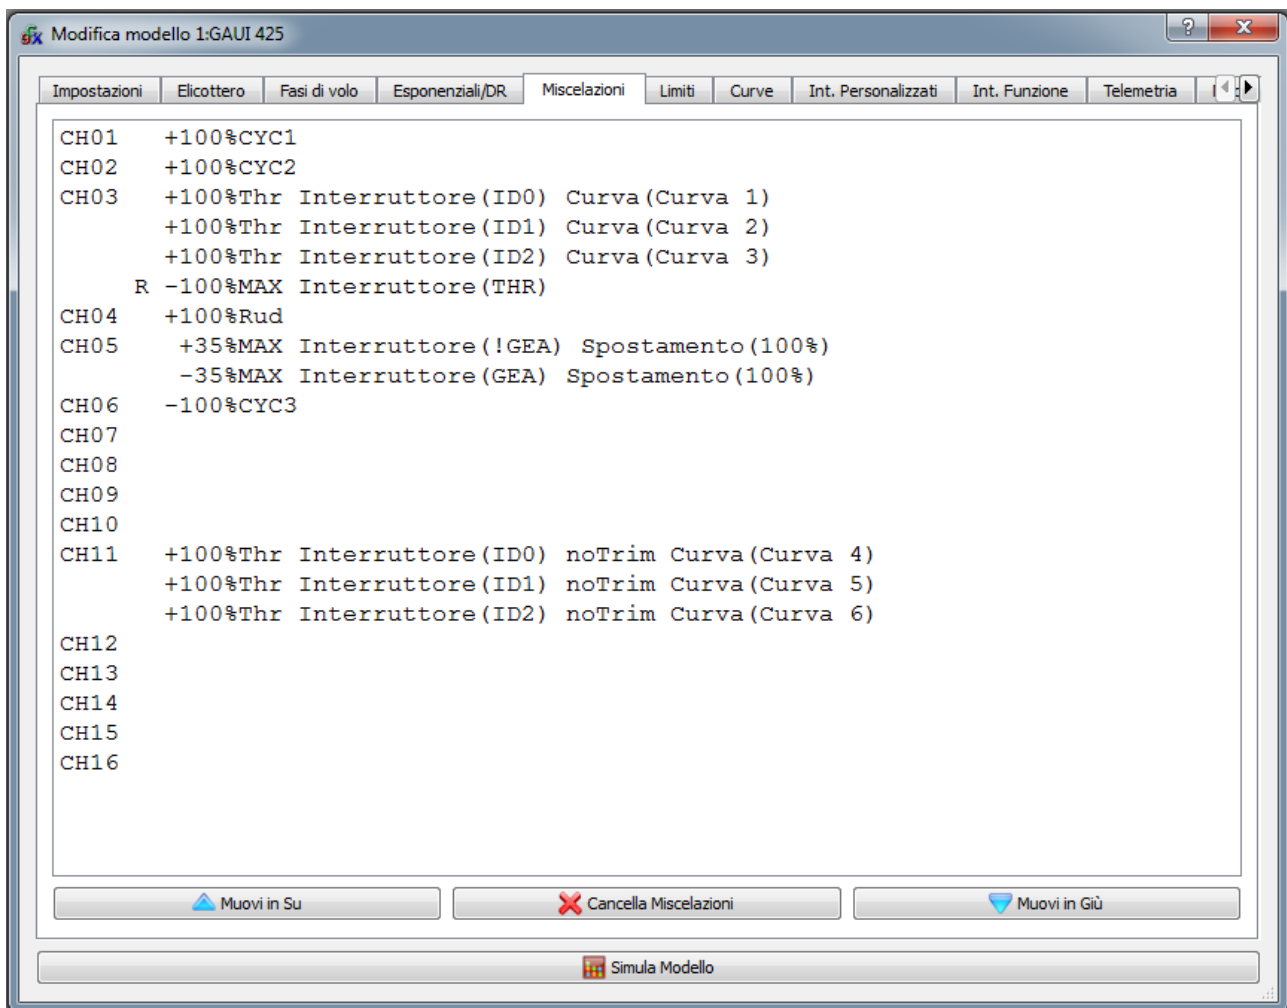 Modifica modello 1:GAUI 425
Impostazioni Elicottero Fasi di volo Esponenziali/DR Miscelazioni Limiti Curve Int. Personalizzati Int. Funzione Telemetria
CH01 +100%CYC1
CH02 +100%CYC2
CH03 +100%Thr Interruttore(ID0) Curva(Curva 1)
+100%Thr Interruttore(ID1) Curva(Curva 2)
+100%Thr Interruttore(ID2) Curva(Curva 3)
R -100%MAX Interruttore(THR)
CH04 +100%Rud
CH05 +35%MAX Interruttore(!GEA) Spostamento(100%)
-35%MAX Interruttore(GEA) Spostamento(100%)
CH06 -100%CYC3
CH07
CH08
CH09
CH10
CH11 +100%Thr Interruttore(ID0) noTrim Curva(Curva 4)
+100%Thr Interruttore(ID1) noTrim Curva(Curva 5)
+100%Thr Interruttore(ID2) noTrim Curva(Curva 6)
CH12
CH13
CH14
CH15
CH16
Muovi in Su Cancella Miscelazioni Muovi in Giù
Simula Modello